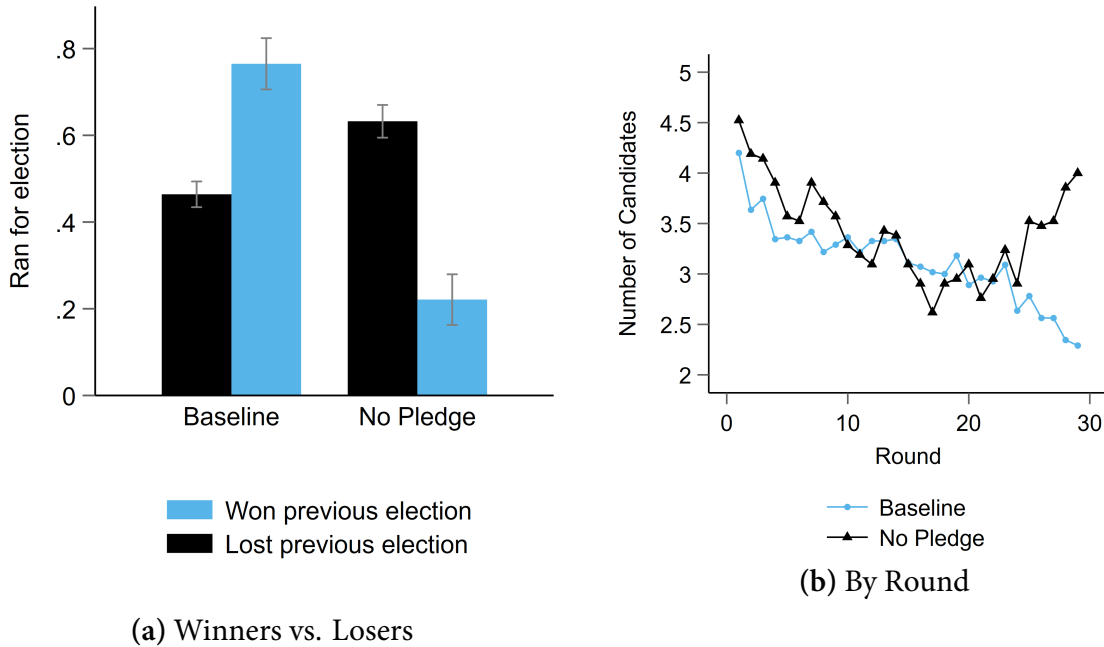 .8
.6
.4
.2
0
Ran for election
Baseline
No Pledge
Won previous election
Lost previous election
(a) Winners vs. Losers
5
4.5
4
3.5
3
2.5
2
Number of Candidates
0
10
20
30
Round
Baseline
No Pledge
(b) By Round